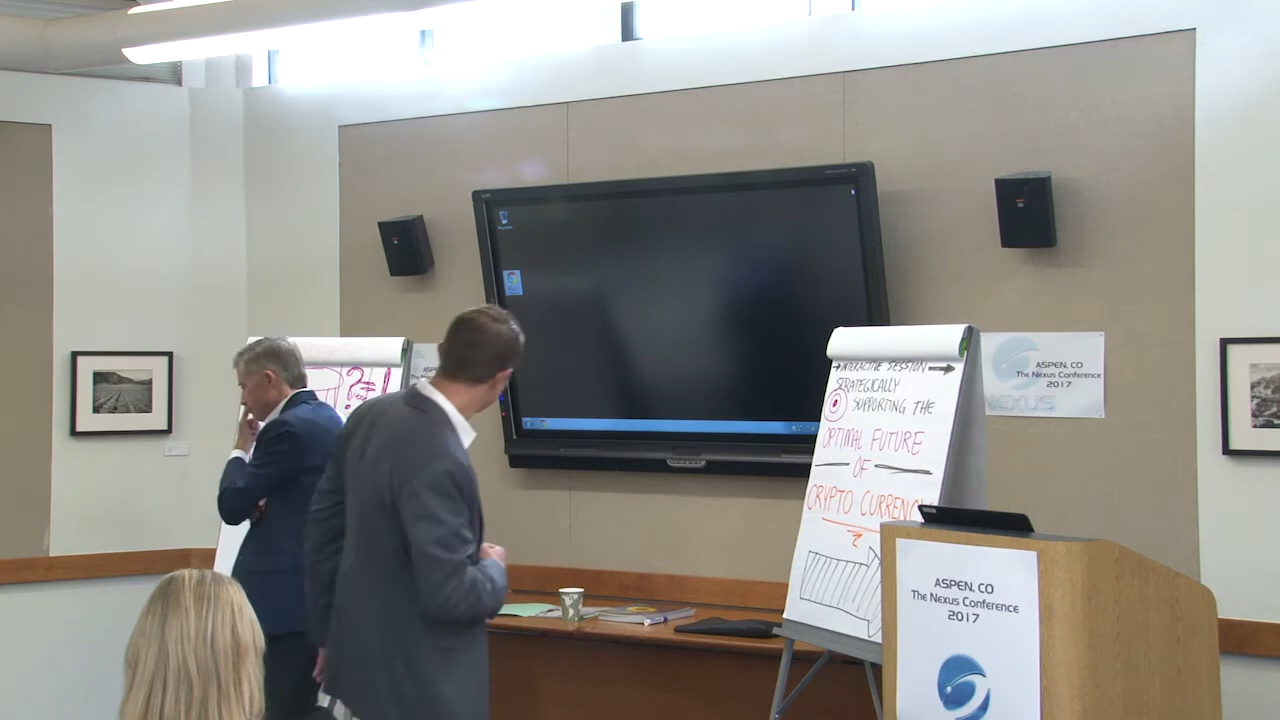 ?=!
→INTERACTIVE SESSION
STRATEGICALLY
SUPPORTING THE
OPTIMAL FUTURE
OF
CRYPTO CURRENCY
ASPEN, CO
The Nexus Conference
2017
NEXUS
ASPEN, CO
The Nexus Conference
2017